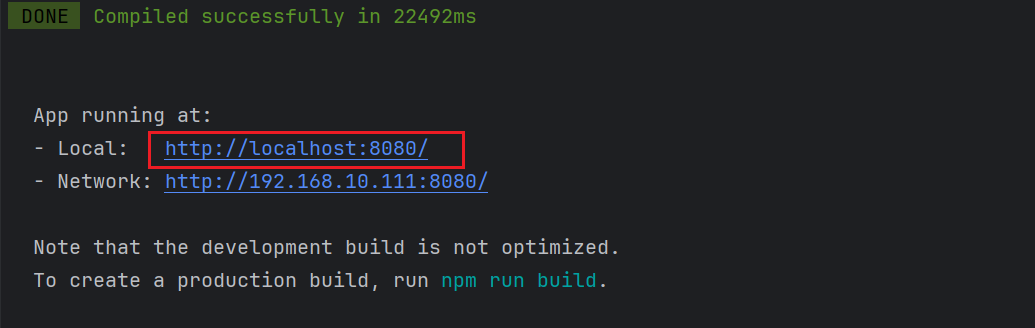 DONE Compiled successfully in 22492ms
App running at:
- Local: http://localhost:8080/
- Network: http://192.168.10.111:8080/
Note that the development build is not optimized.
To create a production build, run npm run build.